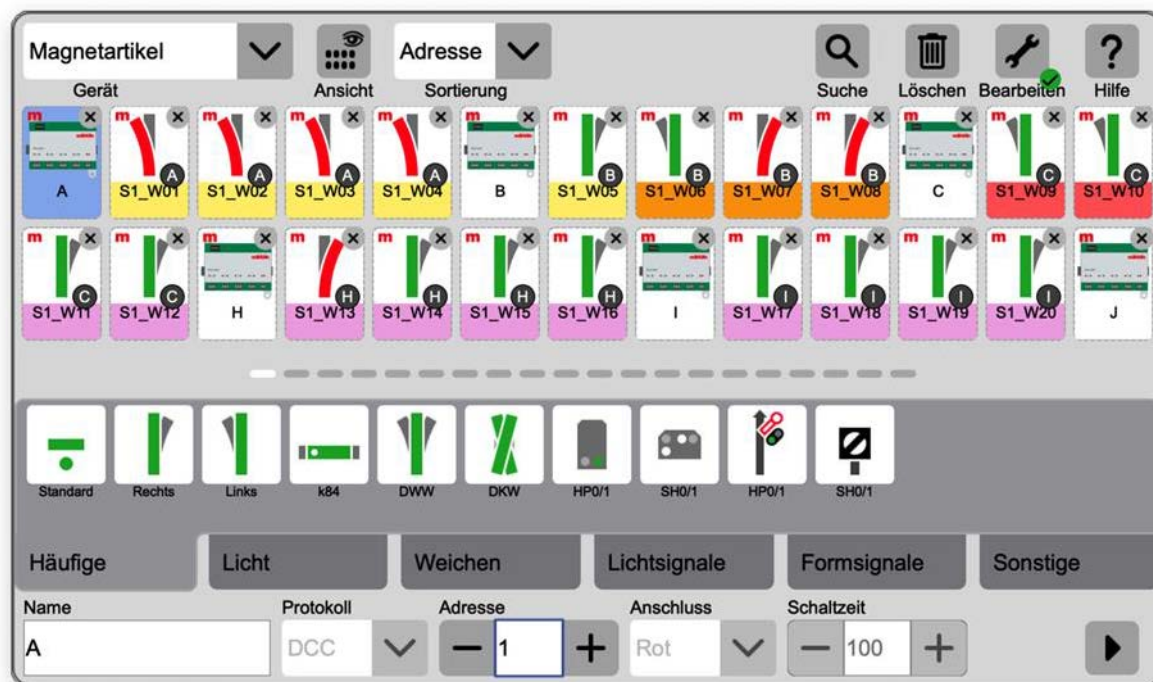 Magnetartikel
Adresse
Gerät
Ansicht
Sortierung
Suche
Löschen
Bearbeiten
Hilfe
m m m m m m m m m m m m m
A A A A B B B B C C
A S1_W01 S1_W02 S1_W03 S1_W04 B S1_W05 S1_W06 S1_W07 S1_W08 C S1_W09 S1_W10
m m m m m m m m m m m m m
C C H H H H I I I I
S1_W11 S1_W12 H S1_W13 S1_W14 S1_W15 S1_W16 I S1_W17 S1_W18 S1_W19 S1_W20 J
Standard Rechts Links k84 DWW DKW HP0/1 SH0/1 HP0/1 SH0/1
Häufige Licht Weichen Lichtsignale Formsignale Sonstige
Name Protokoll Adresse Anschluss Schaltzeit
A DCC 1 Rot 100